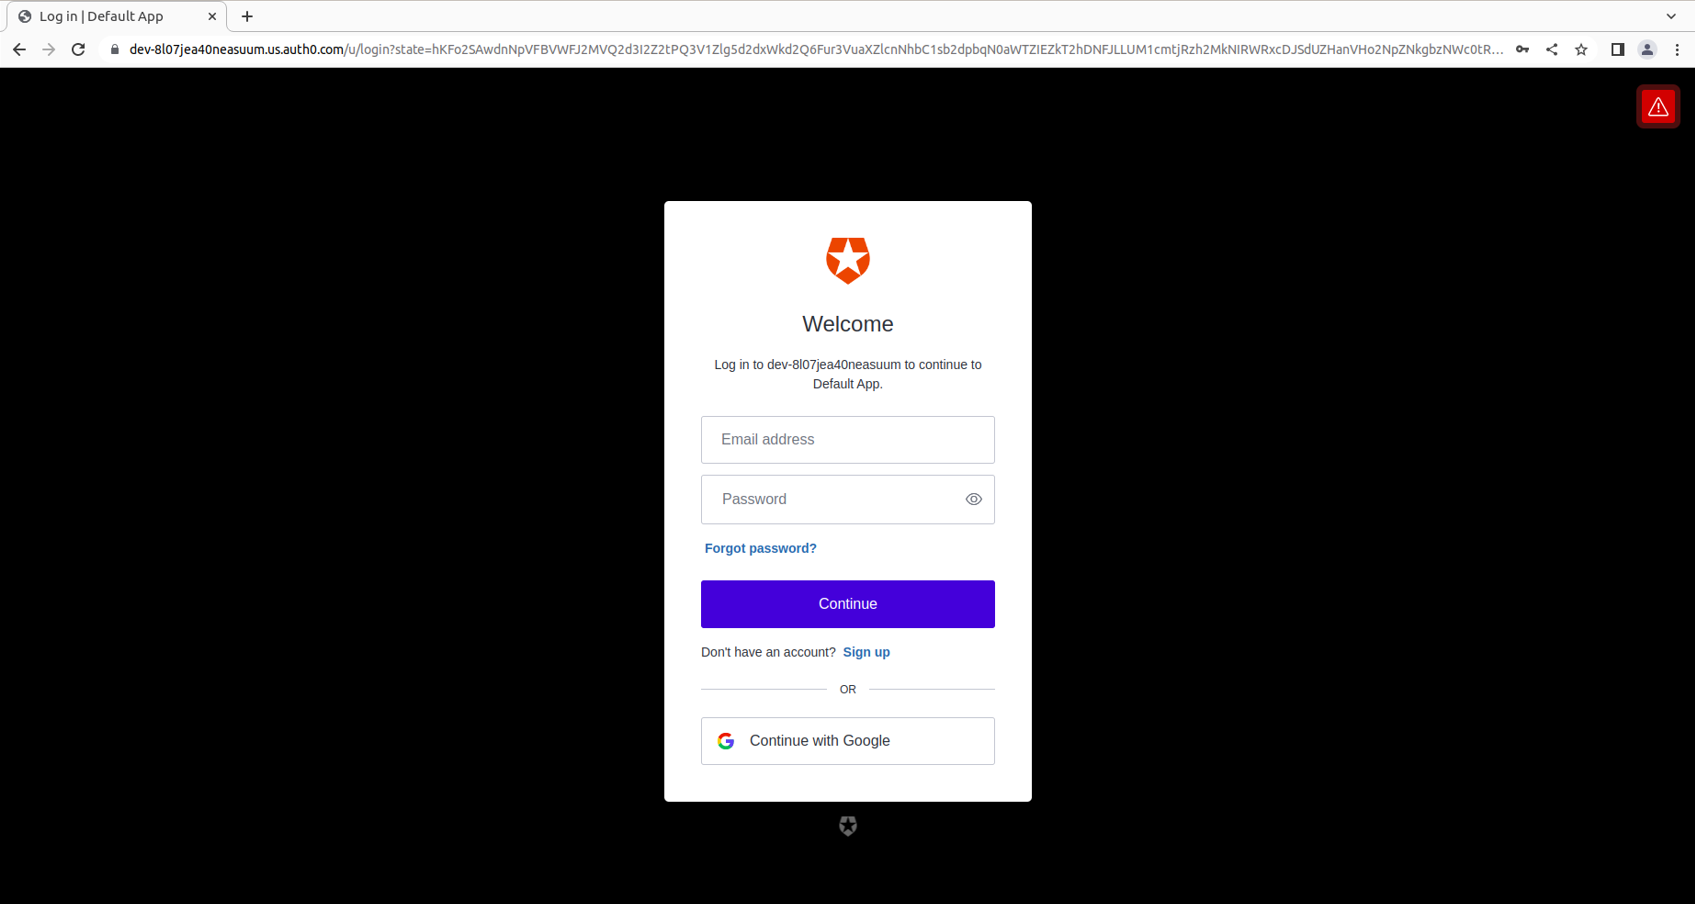 Log in | Default App
dev-8l07jea40neasuum.us.auth0.com/u/login?state=hKFo2SAwdnNpVFBVWFJ2MVQ2d3I2Z2tPQ3V1Zlg5d2dxWkd2Q6Fur3VuaXZlcnNhbC1sb2dpbqN0aWTZIEZkT2hDNFJLLUM1cmtjRzh2MkNIRWRxcDJSdUZHanVHo2NpZNkgbzNWc0tR...
Welcome
Log in to dev-8l07jea40neasuum to continue to
Default App.
Email address
Password
Forgot password?
Continue
Don't have an account? Sign up
OR
Continue with Google